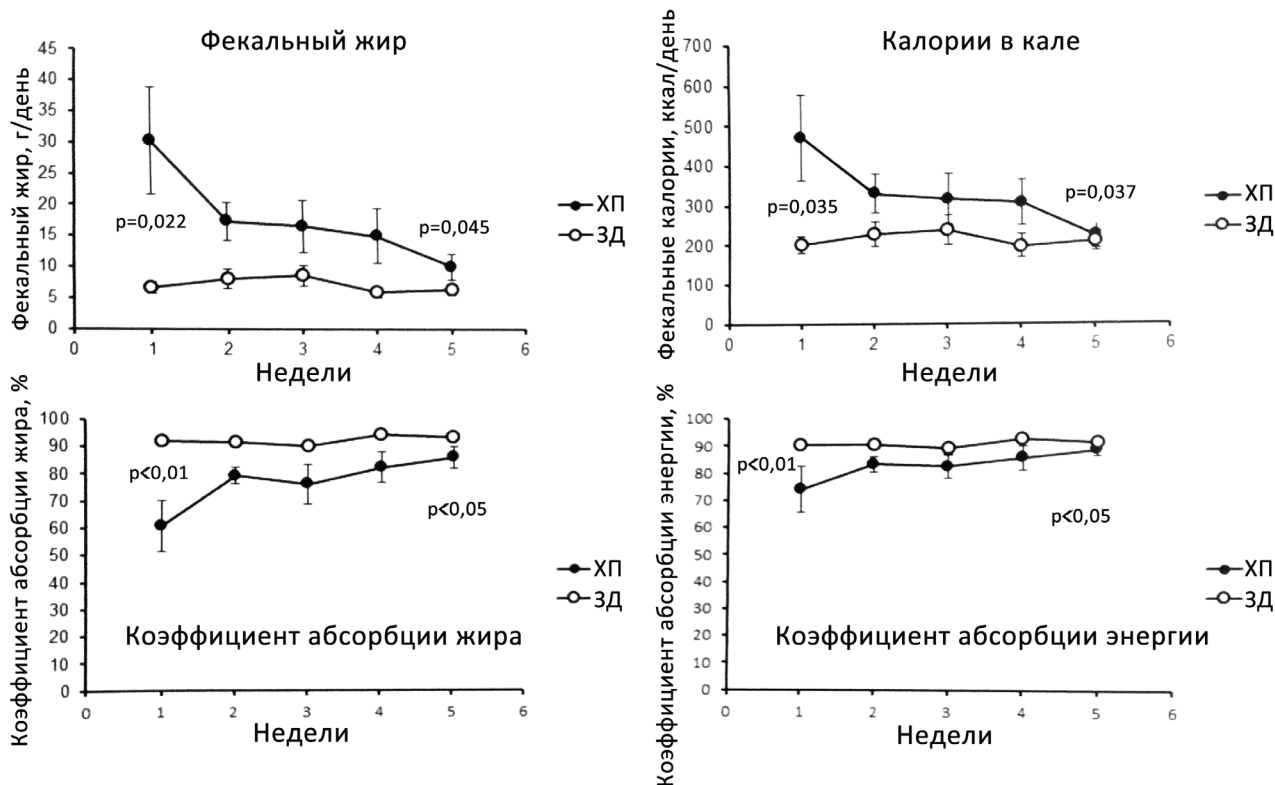 Фекальный жир
Фекальный жир, г/день
45
40
35
30
25
20
15
10
5
0
p=0,022
p=0,045
ХП
ЗД
0 1 2 3 4 5 6
Недели
Калории в кале
Фекальные калории, ккал/день
700
600
500
400
300
200
100
0
p=0,035
p=0,037
ХП
ЗД
0 1 2 3 4 5 6
Недели
Коэффициент абсорбции жира, %
100
90
80
70
60
50
40
30
20
10
0
p<0,01
p<0,05
ХП
ЗД
Коэффициент абсорбции жира
0 1 2 3 4 5 6
Недели
Коэффициент абсорбции энергии, %
100
90
80
70
60
50
40
30
20
10
0
p<0,01
p<0,05
ХП
ЗД
Коэффициент абсорбции энергии
0 1 2 3 4 5 6
Недели